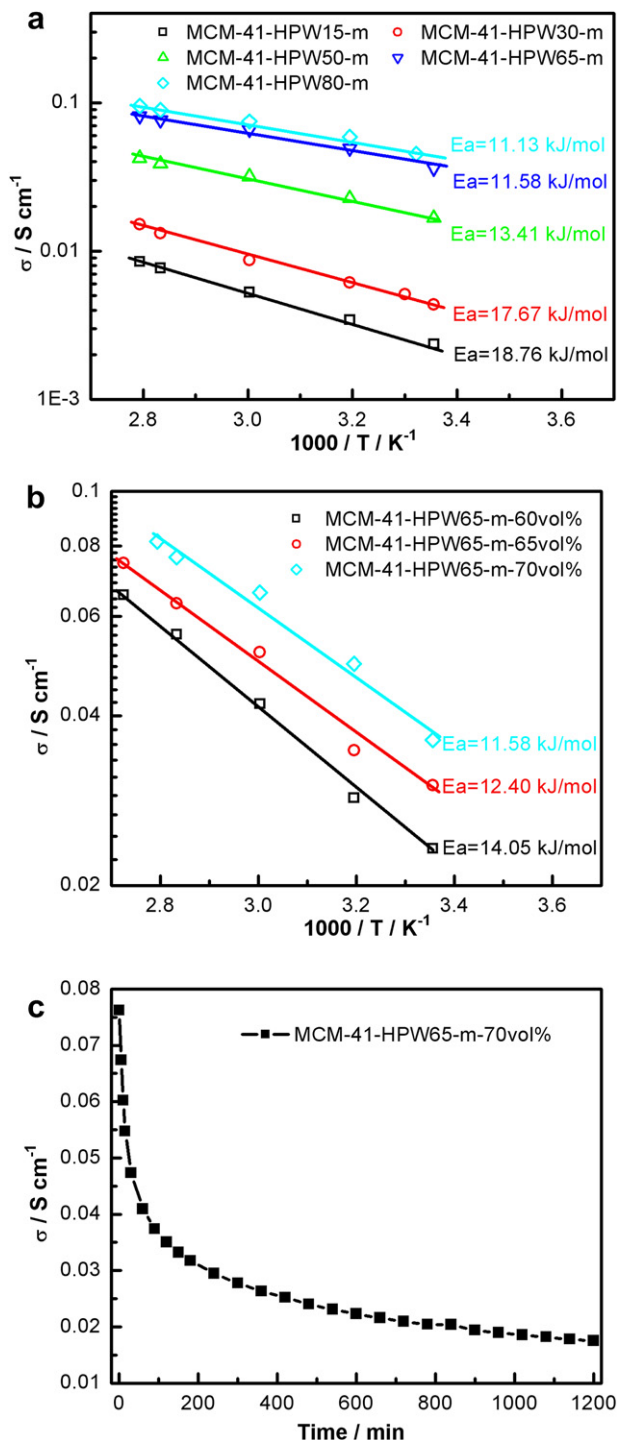 a
MCM-41-HPW15-m MCM-41-HPW30-m
MCM-41-HPW50-m MCM-41-HPW65-m
MCM-41-HPW80-m
0.1
0.01
1E-3
σ / S cm⁻¹
Ea=11.13 kJ/mol
Ea=11.58 kJ/mol
Ea=13.41 kJ/mol
Ea=17.67 kJ/mol
Ea=18.76 kJ/mol
2.8 3.0 3.2 3.4 3.6
1000 / T / K⁻¹
b
MCM-41-HPW65-m-60vol%
MCM-41-HPW65-m-65vol%
MCM-41-HPW65-m-70vol%
0.1
0.08
0.06
0.04
0.02
σ / S cm⁻¹
Ea=11.58 kJ/mol
Ea=12.40 kJ/mol
Ea=14.05 kJ/mol
2.8 3.0 3.2 3.4 3.6
1000 / T / K⁻¹
c
MCM-41-HPW65-m-70vol%
0.08
0.07
0.06
0.05
0.04
0.03
0.02
0.01
σ / S cm⁻¹
0 200 400 600 800 1000 1200
Time / min